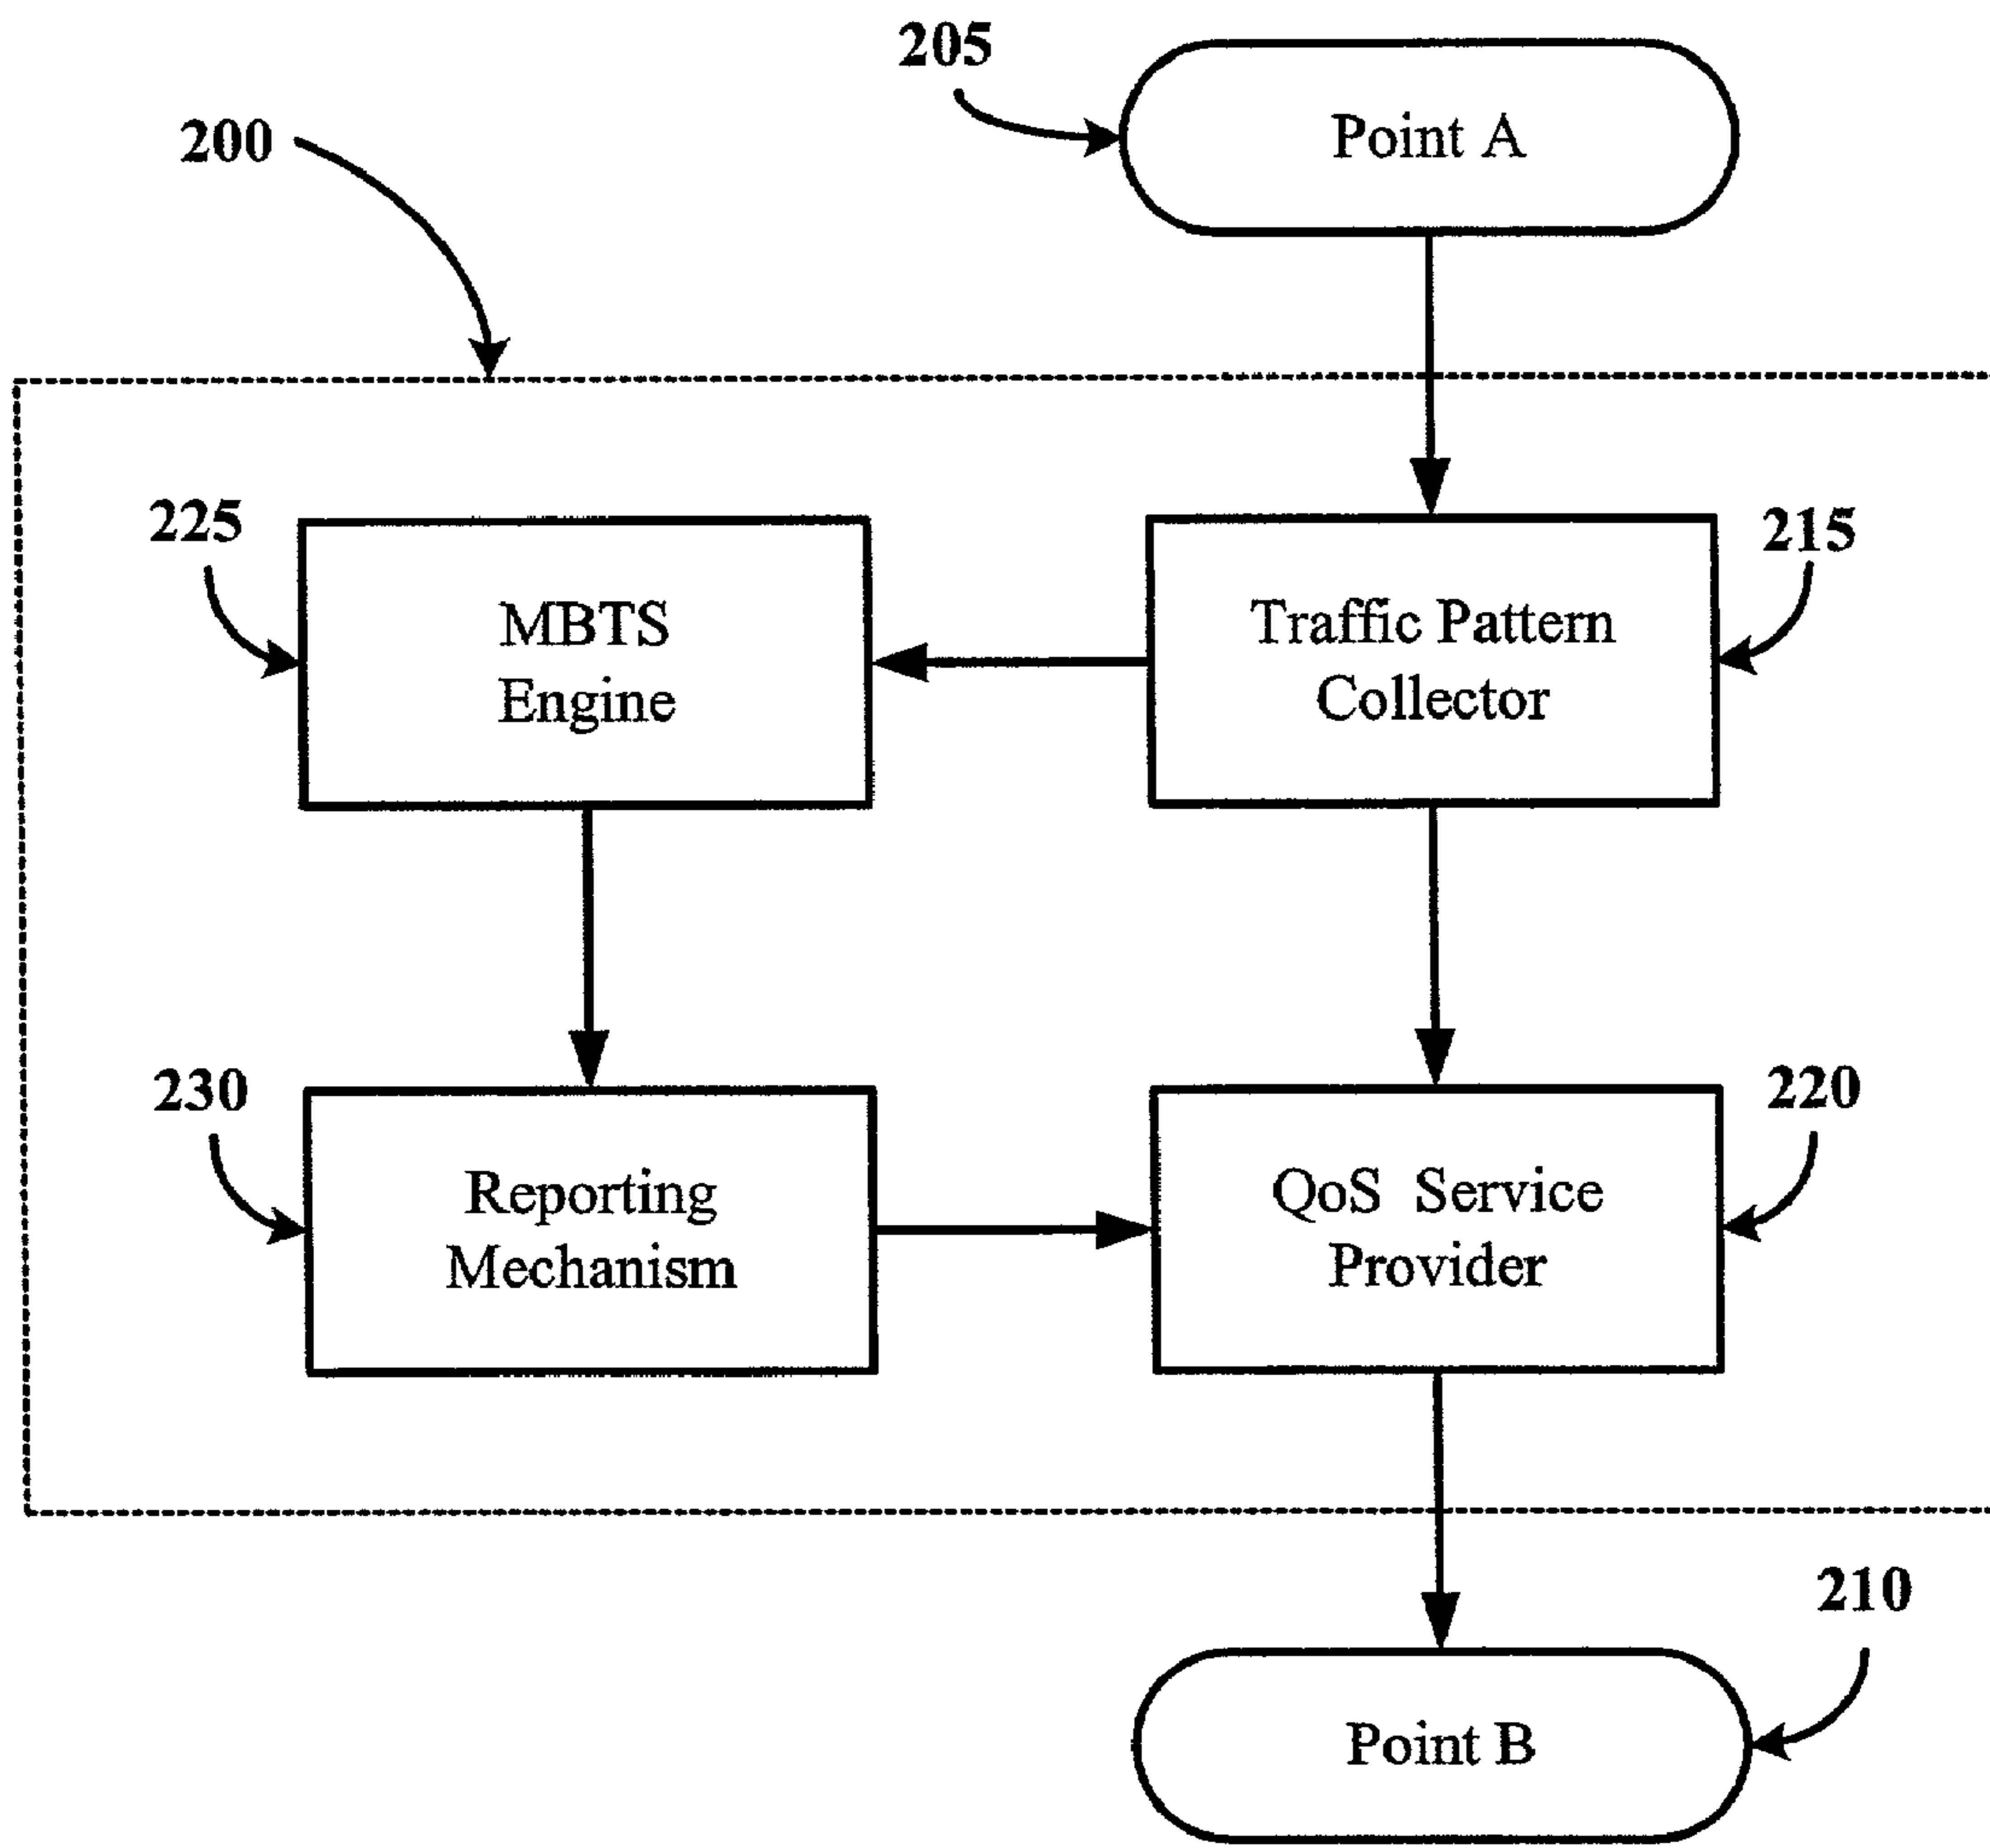 205
Point A
200
225
MBTS
Engine
Traffic Pattern
Collector
215
230
Reporting
Mechanism
QoS Service
Provider
220
210
Point B